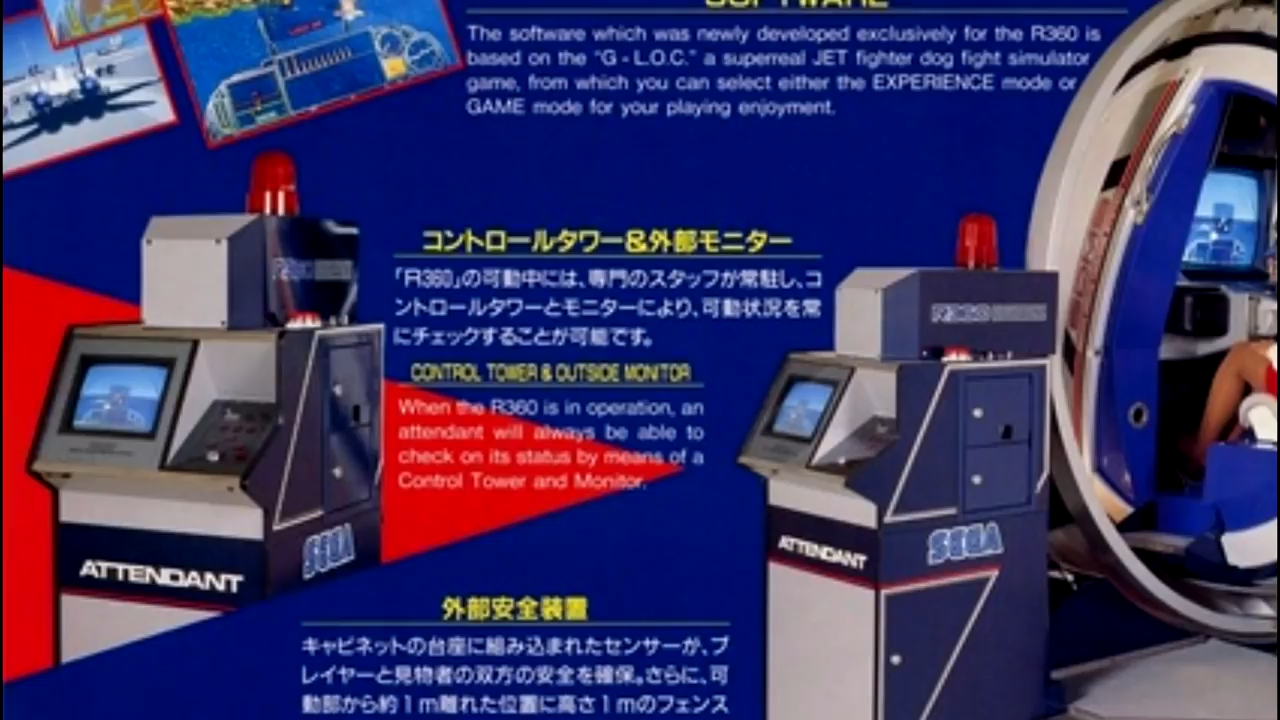 SOFTWARE
The software which was newly developed exclusively for the R360 is
based on the "G - L.O.C." a superreal JET fighter dog fight simulator
game, from which you can select either the EXPERIENCE mode or
GAME mode for your playing enjoyment.
コントロールタワー&外部モニター
「R360」の可動中には、専門のスタッフが常駐し、コ
ントロールタワーとモニターにより、可動状況を常
にチェックすることが可能です。
CONTROL TOWER & OUTSIDE MONITOR
When the R360 is in operation, an
attendant will always be able to
check on its status by means of a
Control Tower and Monitor.
R360
SEGA
ATTENDANT
R360
SEGA
ATTENDANT
外部安全装置
キャビネットの台座に組み込まれたセンサーが、プ
レイヤーと見物者の双方の安全を確保。さらに、可
動部から約1m離れた位置に高さ1mのフェンス